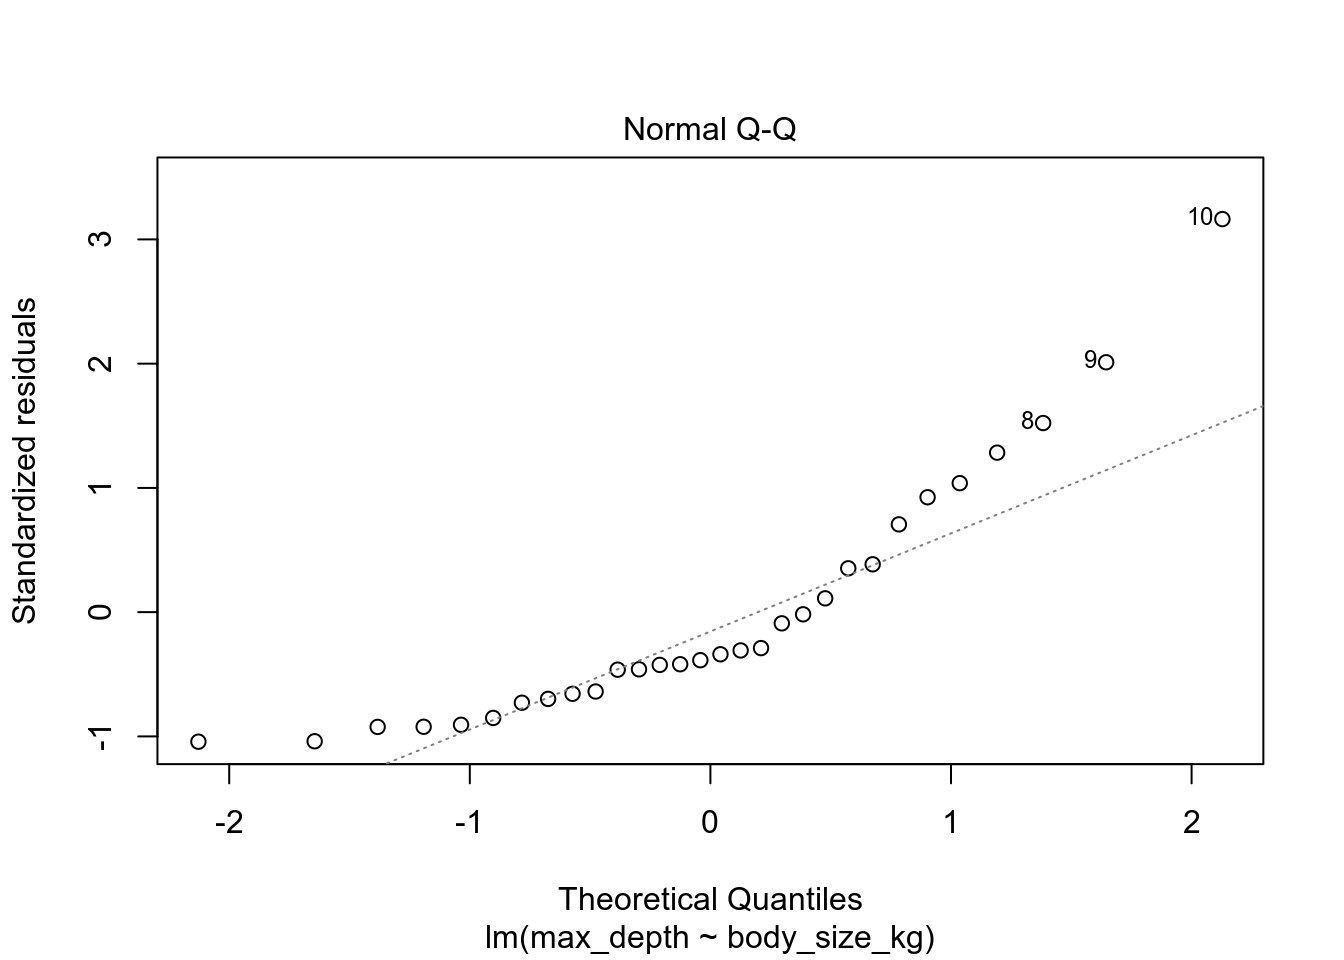 Normal Q-Q
Standardized residuals
3
2
1
0
-1
10
9
8
-2 -1 0 1 2
Theoretical Quantiles
lm(max_depth ~ body_size_kg)